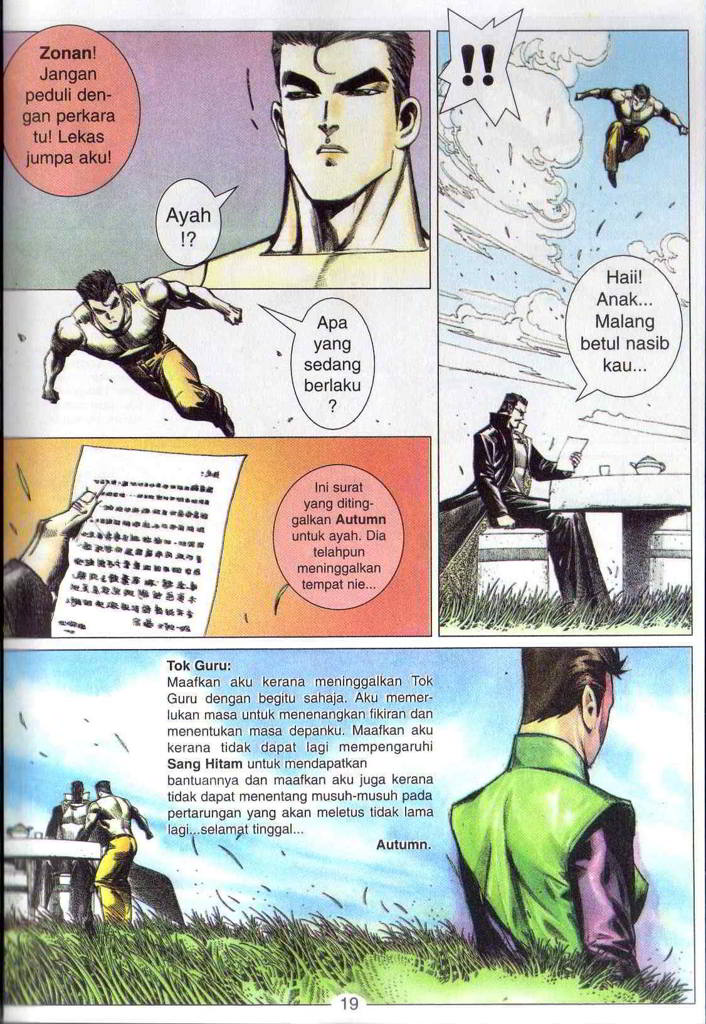 Zonan!
Jangan
peduli den-
gan perkara
tu! Lekas
jumpa aku!
Ayah
!?
!!
Apa
yang
sedang
berlaku
?
Haii!
Anak...
Malang
betul nasib
kau...
Ini surat
yang diting-
galkan Autumn
untuk ayah. Dia
telahpun
meninggalkan
tempat nie...
Tok Guru:
Maafkan aku kerana meninggalkan Tok
Guru dengan begitu sahaja. Aku memer-
lukan masa untuk menenangkan fikiran dan
menentukan masa depanku. Maafkan aku
kerana tidak dapat lagi mempengaruhi
Sang Hitam untuk mendapatkan
bantuannya dan maafkan aku juga kerana
tidak dapat menentang musuh-musuh pada
pertarungan yang akan meletus tidak lama
lagi...selamat tinggal...
Autumn.
19